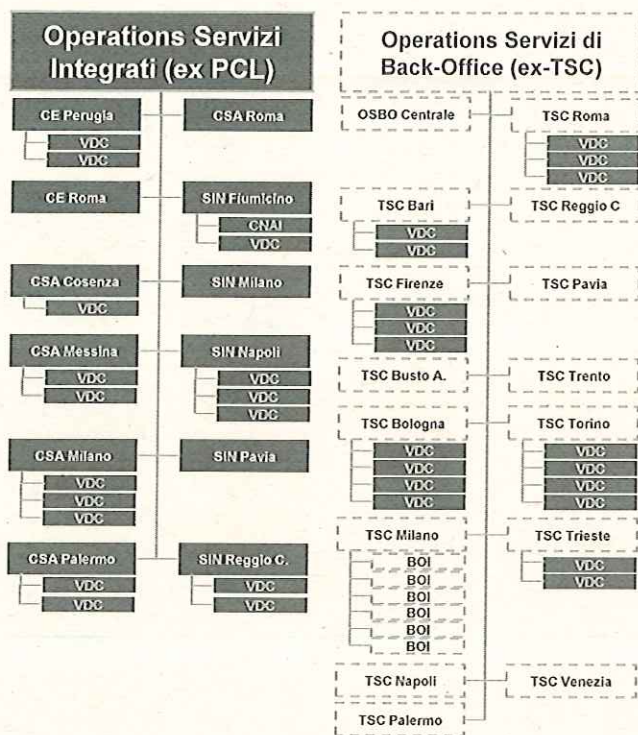 Operations Servizi
Integrati (ex PCL)
CE Perugia
VDC
VDC
CSA Roma
CE Roma
SIN Fiumicino
CNAI
VDC
CSA Cosenza
VDC
SIN Milano
CSA Messina
VDC
VDC
SIN Napoli
VDC
VDC
VDC
CSA Milano
VDC
VDC
VDC
SIN Pavia
CSA Palermo
VDC
VDC
SIN Reggio C.
VDC
VDC
Operations Servizi di
Back-Office (ex-TSC)
OSBO Centrale
TSC Roma
VDC
VDC
VDC
TSC Bari
VDC
VDC
TSC Reggio C
TSC Firenze
VDC
VDC
VDC
TSC Pavia
TSC Busto A.
TSC Trento
TSC Bologna
VDC
VDC
VDC
VDC
TSC Torino
VDC
VDC
VDC
VDC
TSC Milano
BOI
BOI
BOI
BOI
BOI
BOI
TSC Trieste
VDC
VDC
TSC Napoli
TSC Venezia
TSC Palermo